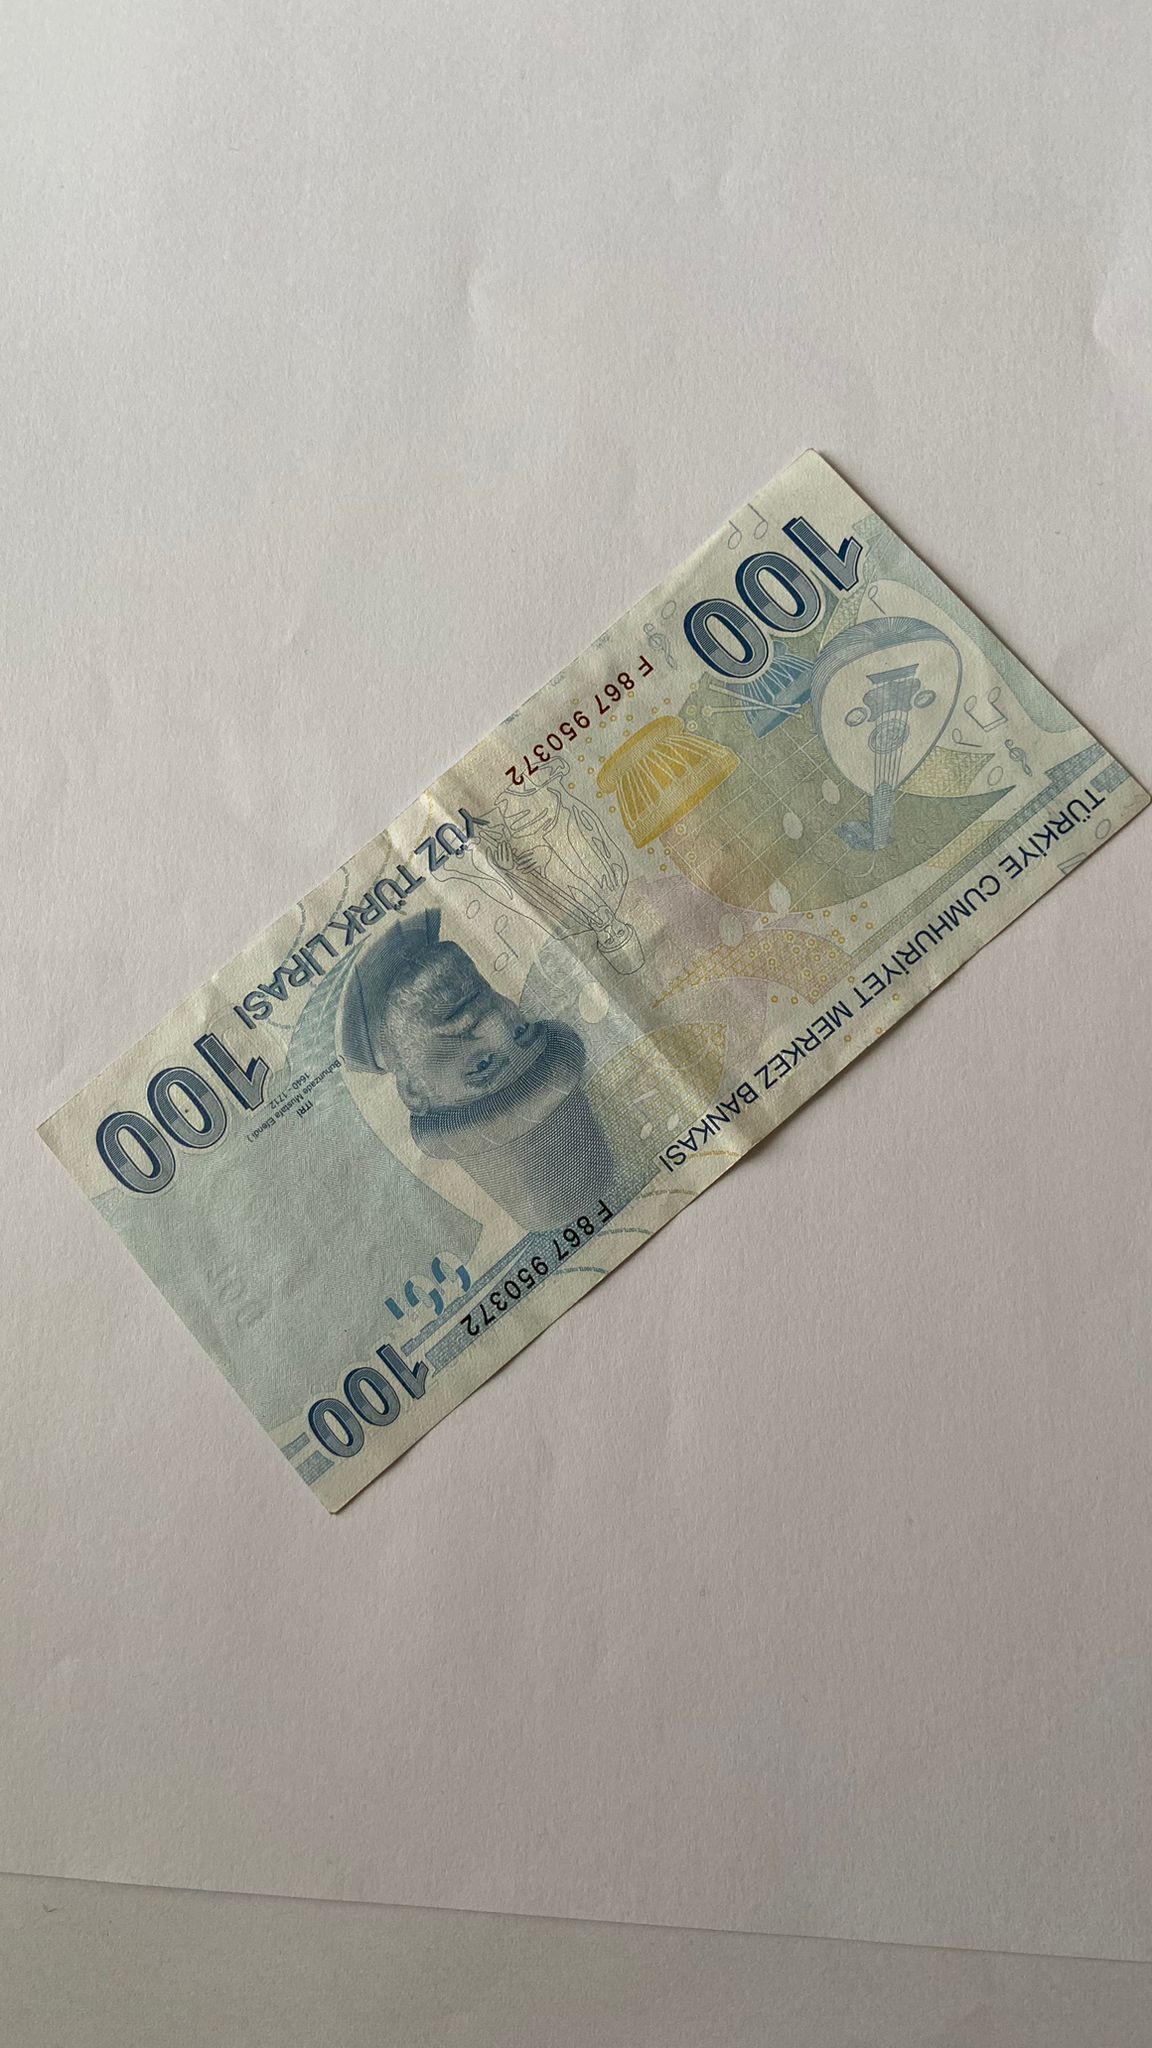 TÜRKİYE CUMHURİYET MERKEZ BANKASI
F 867 950372
100
100
F 867 950372
ITRİ
( Buhurizade Mustafa Efendi )
1640 - 1712
YÜZ TÜRK LİRASI
100